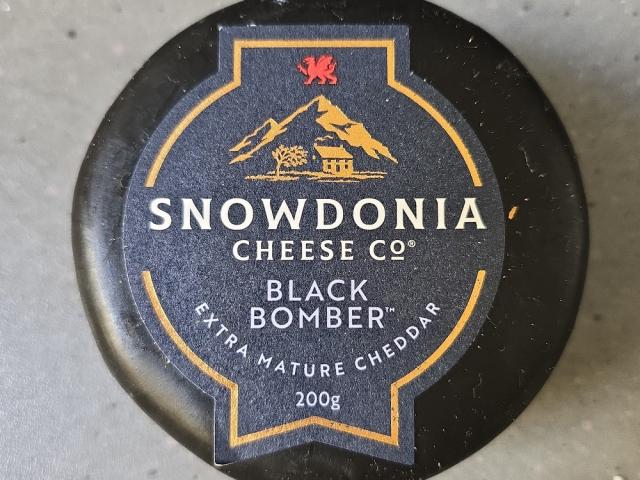 SNOWDONIA
CHEESE Co®
BLACK
BOMBER™
EXTRA MATURE CHEDDAR
200g